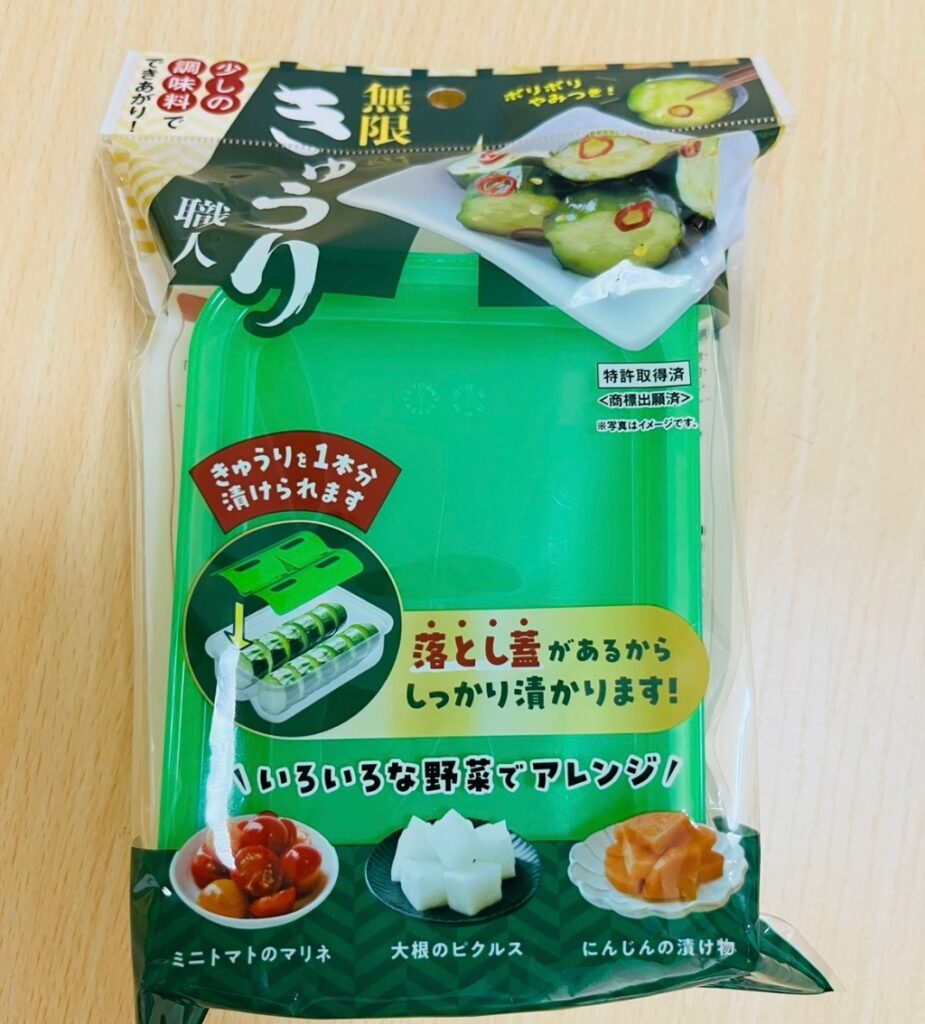 少しの
調味料で
できあがり！
無限
きゅうり
職人
ポリポリ
やみつき！
特許取得済
<商標出願済>
※写真はイメージです。
きゅうりを1本分
漬けられます
落とし蓋があるから
しっかり漬かります！
\いろいろな野菜でアレンジ/
ミニトマトのマリネ
大根のピクルス
にんじんの漬け物